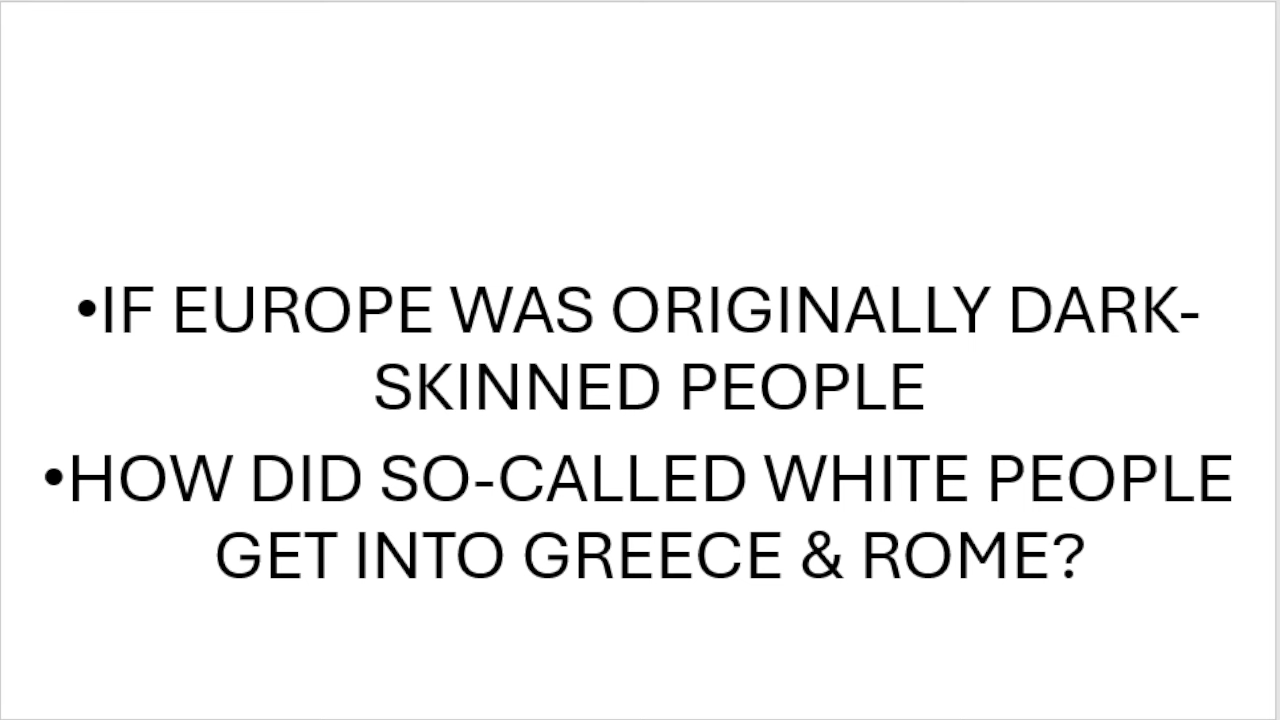 •IF EUROPE WAS ORIGINALLY DARK-
SKINNED PEOPLE
•HOW DID SO-CALLED WHITE PEOPLE
GET INTO GREECE & ROME?